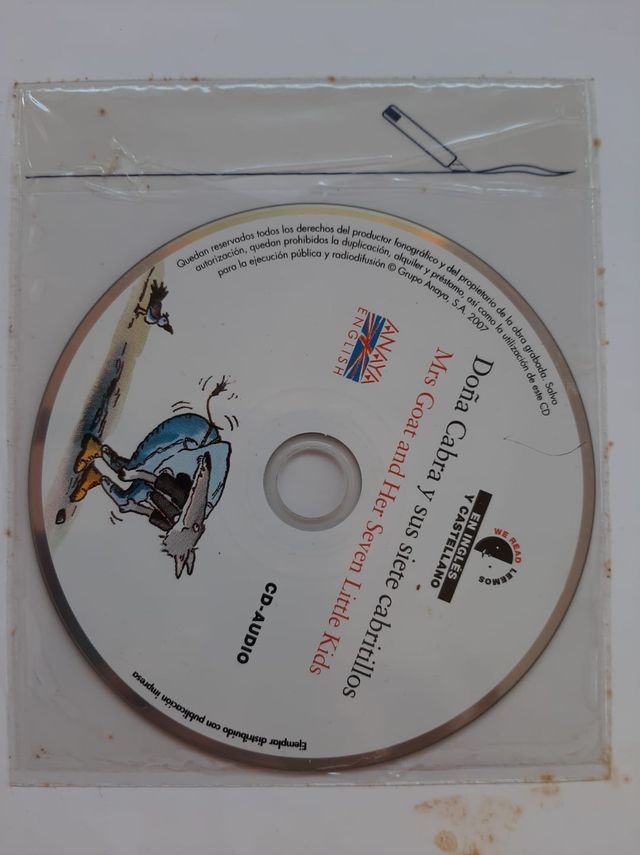 Quedan reservados todos los derechos del productor fonográfico y del propietario de la obra grabada. Salvo
autorización, quedan prohibidos la duplicación, alquiler y préstamo, así como la utilización de este CD
para la ejecución pública y radiodifusión © Grupo Anaya, S.A. 2007
ANAYA
ENGLISH
Doña Cabra y sus siete cabritillos
Mrs Goat and Her Seven Little Kids
WE READ
LEEMOS
EN INGLÉS
Y CASTELLANO
CD-AUDIO
Ejemplar distribuido con publicación impresa